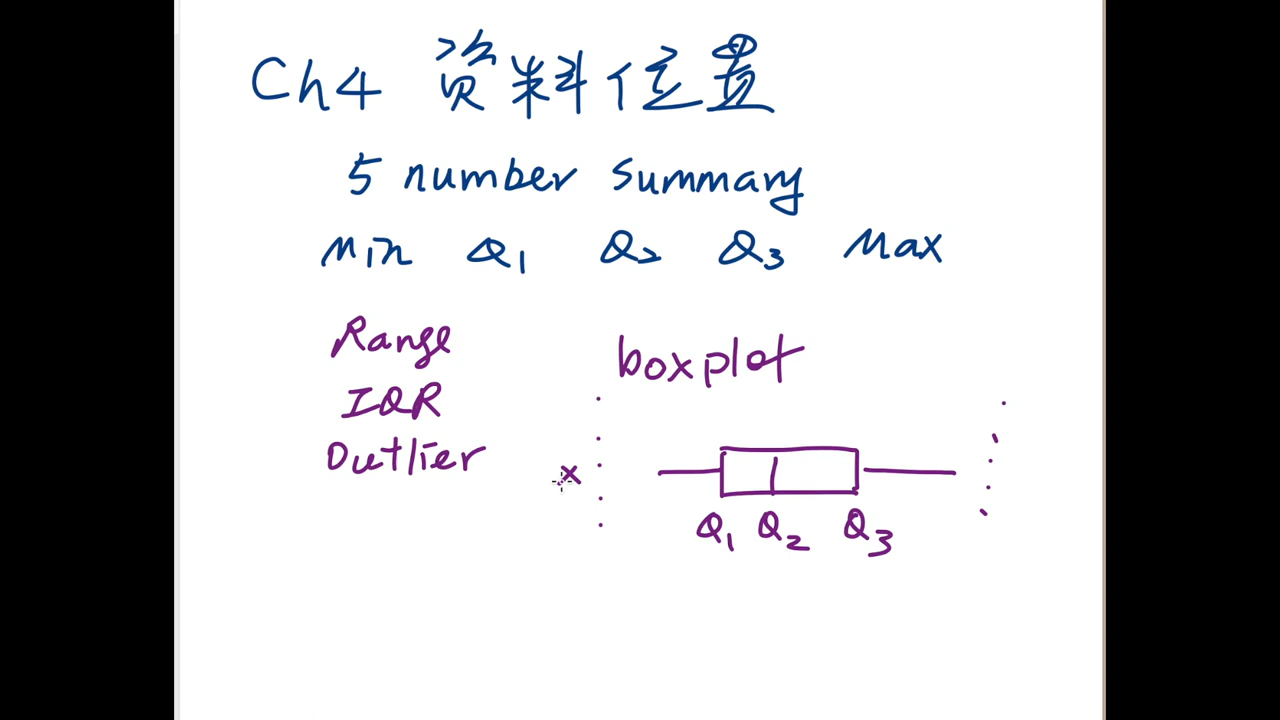 Ch4 资料位置
5 number summary
Min Q1 Q2 Q3 Max
Range
IQR
Outlier
boxplot
x
Q1 Q2 Q3